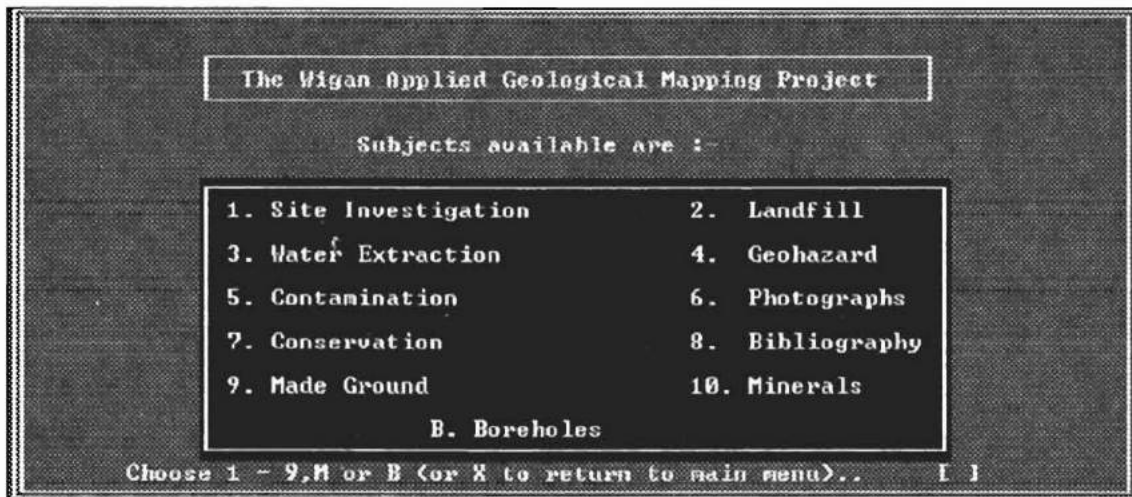 The Wigan Applied Geological Mapping Project
Subjects available are :-
1. Site Investigation 2. Landfill
3. Water Extraction 4. Geohazard
5. Contamination 6. Photographs
7. Conservation 8. Bibliography
9. Made Ground 10. Minerals
B. Boreholes
Choose 1 - 9,M or B (or X to return to main menu).. [ ]